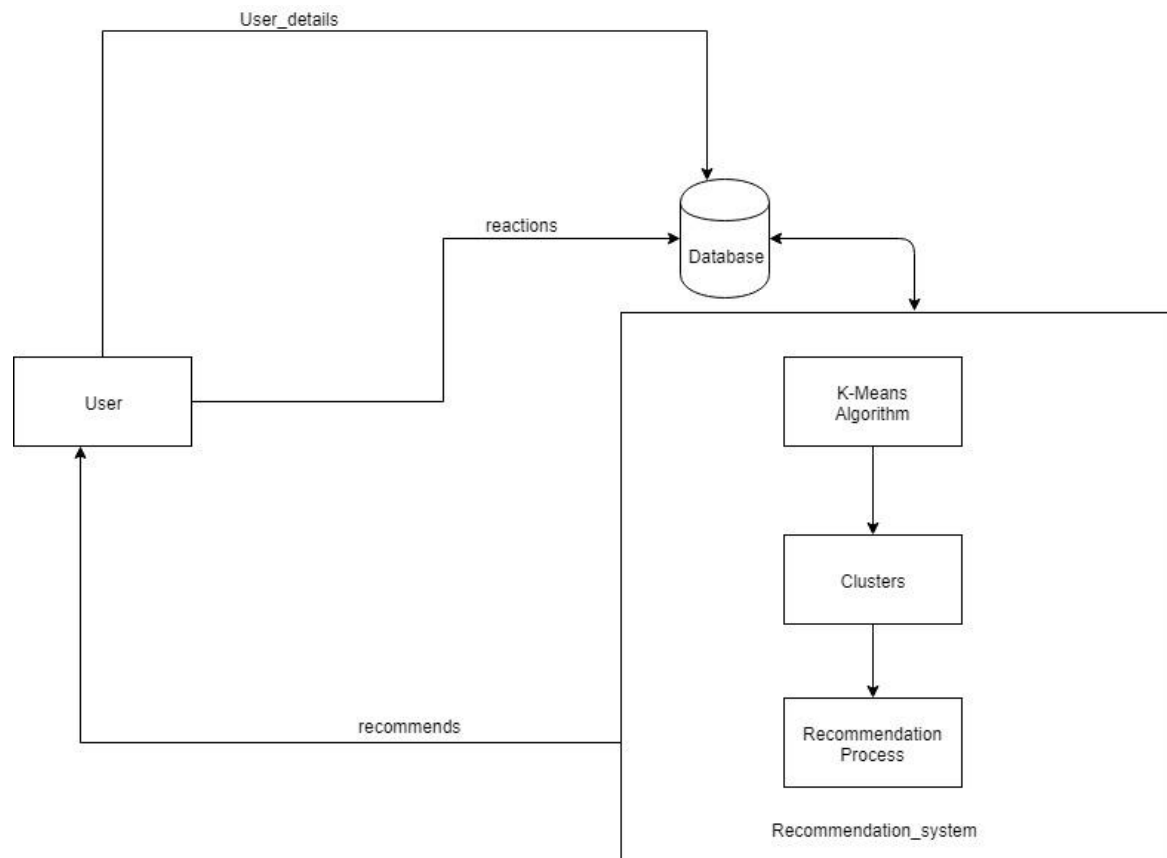 User_details
reactions
Database
User
K-Means
Algorithm
Clusters
recommends
Recommendation
Process
Recommendation_system